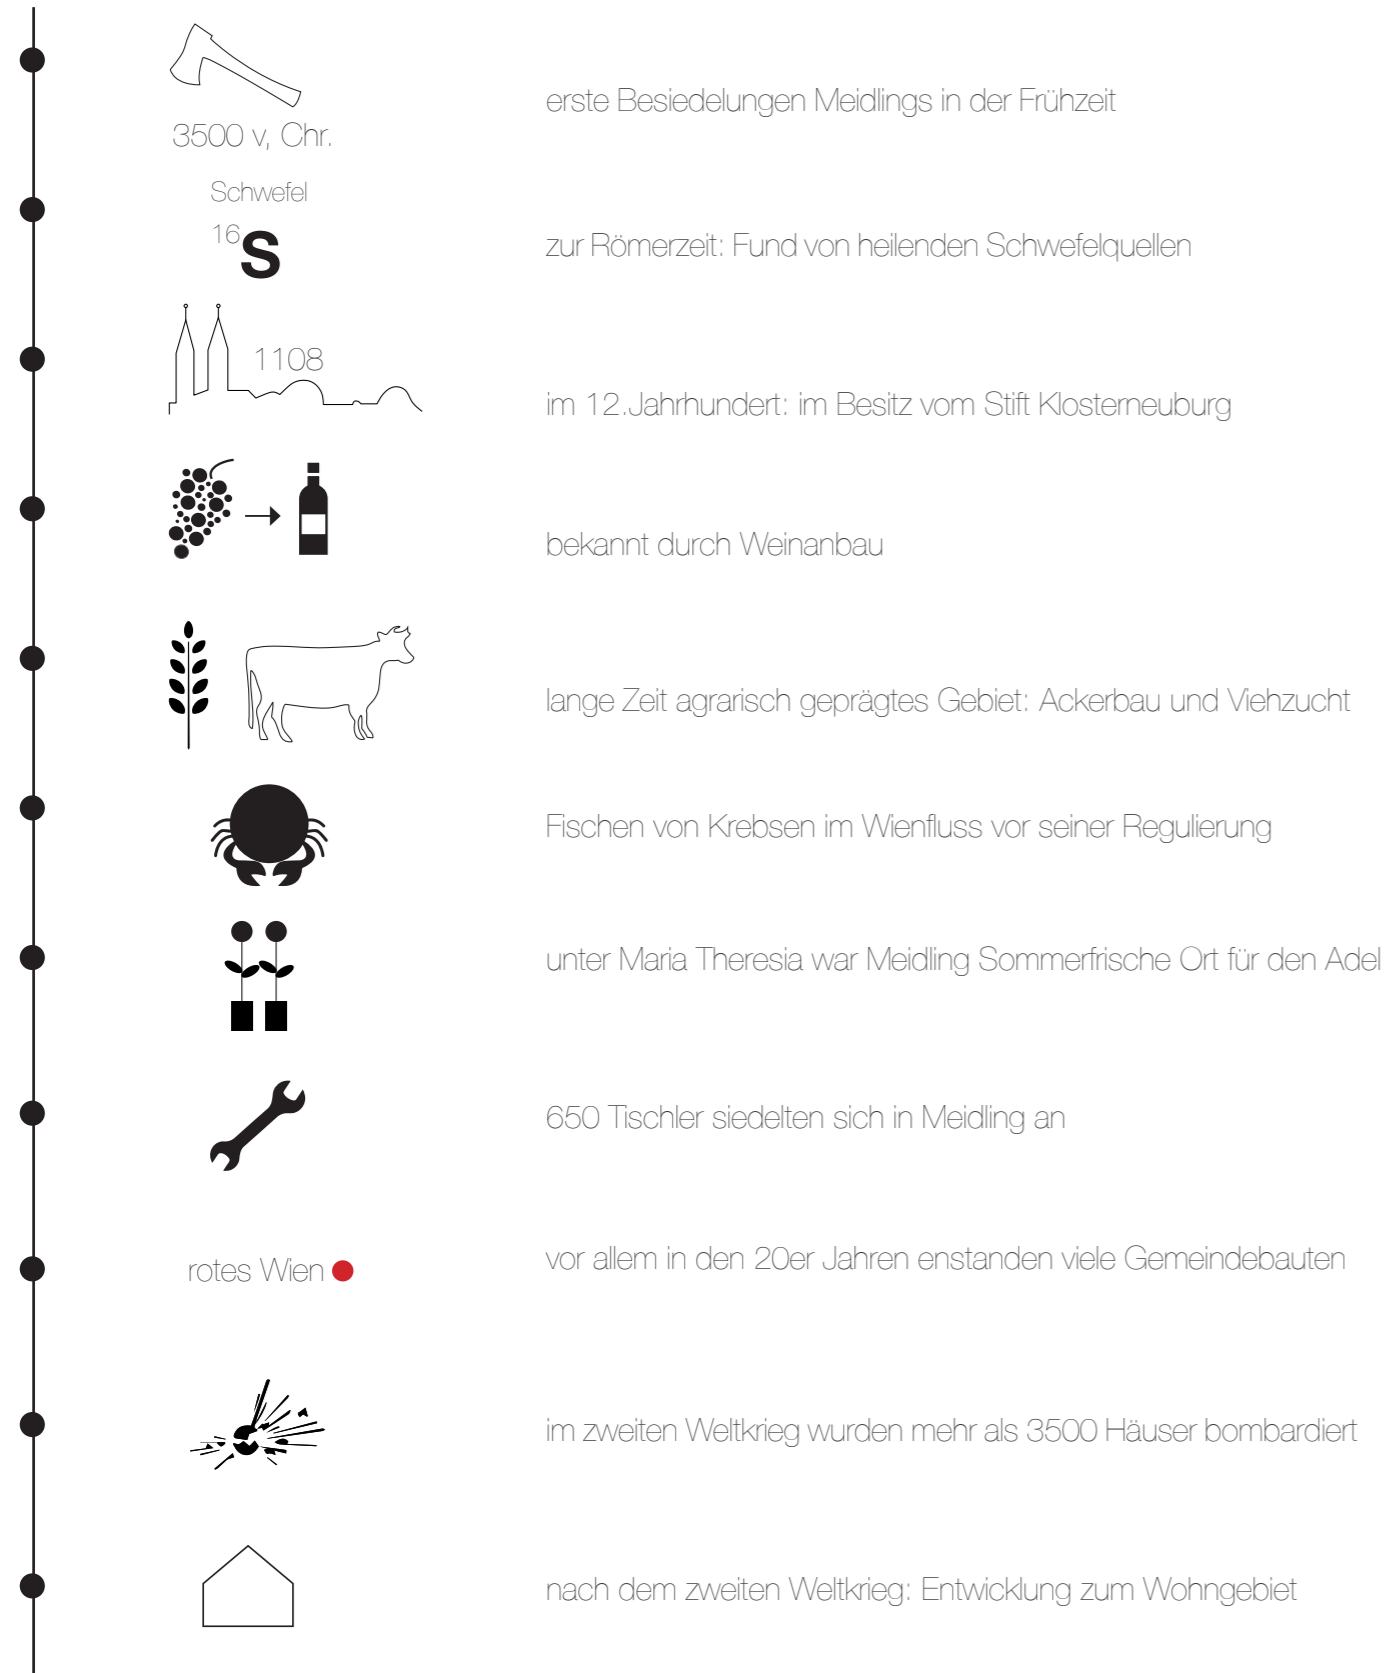 3500 v, Chr.
erste Besiedelungen Meidlings in der Frühzeit
Schwefel
16S
zur Römerzeit: Fund von heilenden Schwefelquellen
1108
im 12.Jahrhundert: im Besitz vom Stift Klosterneuburg
bekannt durch Weinanbau
lange Zeit agrarisch geprägtes Gebiet: Ackerbau und Viehzucht
Fischen von Krebsen im Wienfluss vor seiner Regulierung
unter Maria Theresia war Meidling Sommerfrische Ort für den Adel
650 Tischler siedelten sich in Meidling an
rotes Wien
vor allem in den 20er Jahren enstanden viele Gemeindebauten
im zweiten Weltkrieg wurden mehr als 3500 Häuser bombardiert
nach dem zweiten Weltkrieg: Entwicklung zum Wohngebiet